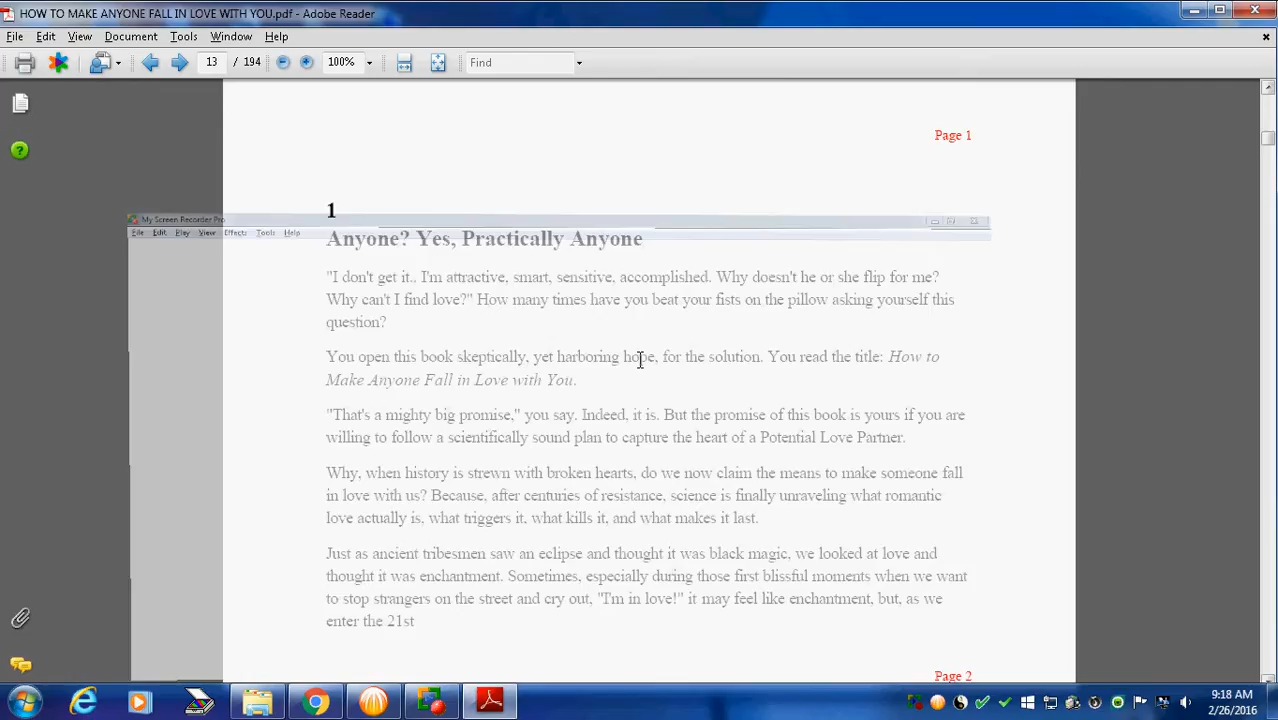 HOW TO MAKE ANYONE FALL IN LOVE WITH YOU.pdf - Adobe Reader
File Edit View Document Tools Window Help
13 / 194 100% Find
Page 1
1
My Screen Recorder Pro
File Edit Play View Effects Tools Help
Anyone? Yes, Practically Anyone
"I don't get it.. I'm attractive, smart, sensitive, accomplished. Why doesn't he or she flip for me?
Why can't I find love?" How many times have you beat your fists on the pillow asking yourself this
question?
You open this book skeptically, yet harboring hope, for the solution. You read the title: How to
Make Anyone Fall in Love with You.
"That's a mighty big promise," you say. Indeed, it is. But the promise of this book is yours if you are
willing to follow a scientifically sound plan to capture the heart of a Potential Love Partner.
Why, when history is strewn with broken hearts, do we now claim the means to make someone fall
in love with us? Because, after centuries of resistance, science is finally unraveling what romantic
love actually is, what triggers it, what kills it, and what makes it last.
Just as ancient tribesmen saw an eclipse and thought it was black magic, we looked at love and
thought it was enchantment. Sometimes, especially during those first blissful moments when we want
to stop strangers on the street and cry out, "I'm in love!" it may feel like enchantment, but, as we
enter the 21st
Page 2
9:18 AM
2/26/2016